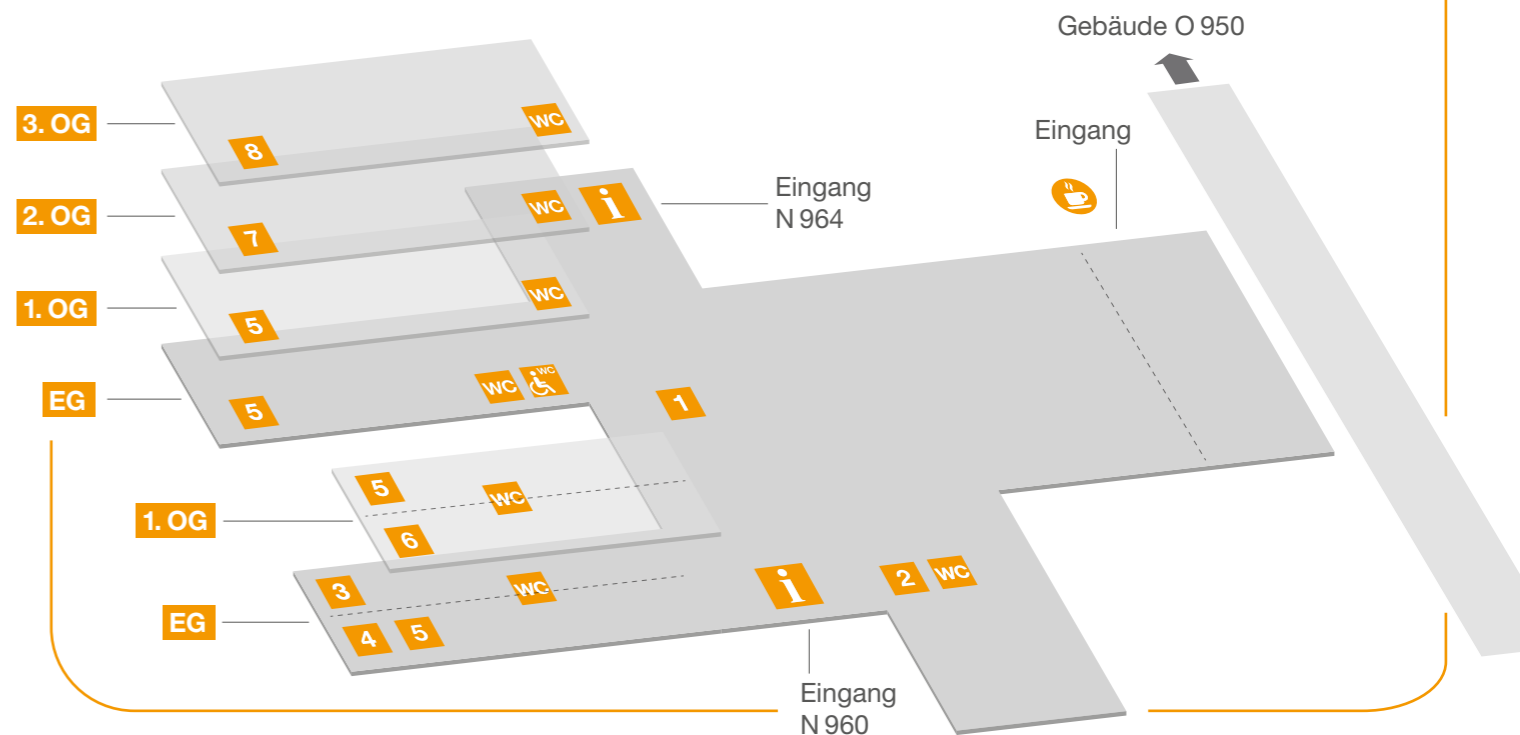 Gebäude O 950
3. OG
WC
8
Eingang
Eingang
N 964
2. OG
WC
i
7
1. OG
WC
5
EG
WC
WC
5
1
1. OG
5
WC
6
3
WC
i
2
WC
EG
4
5
Eingang
N 960